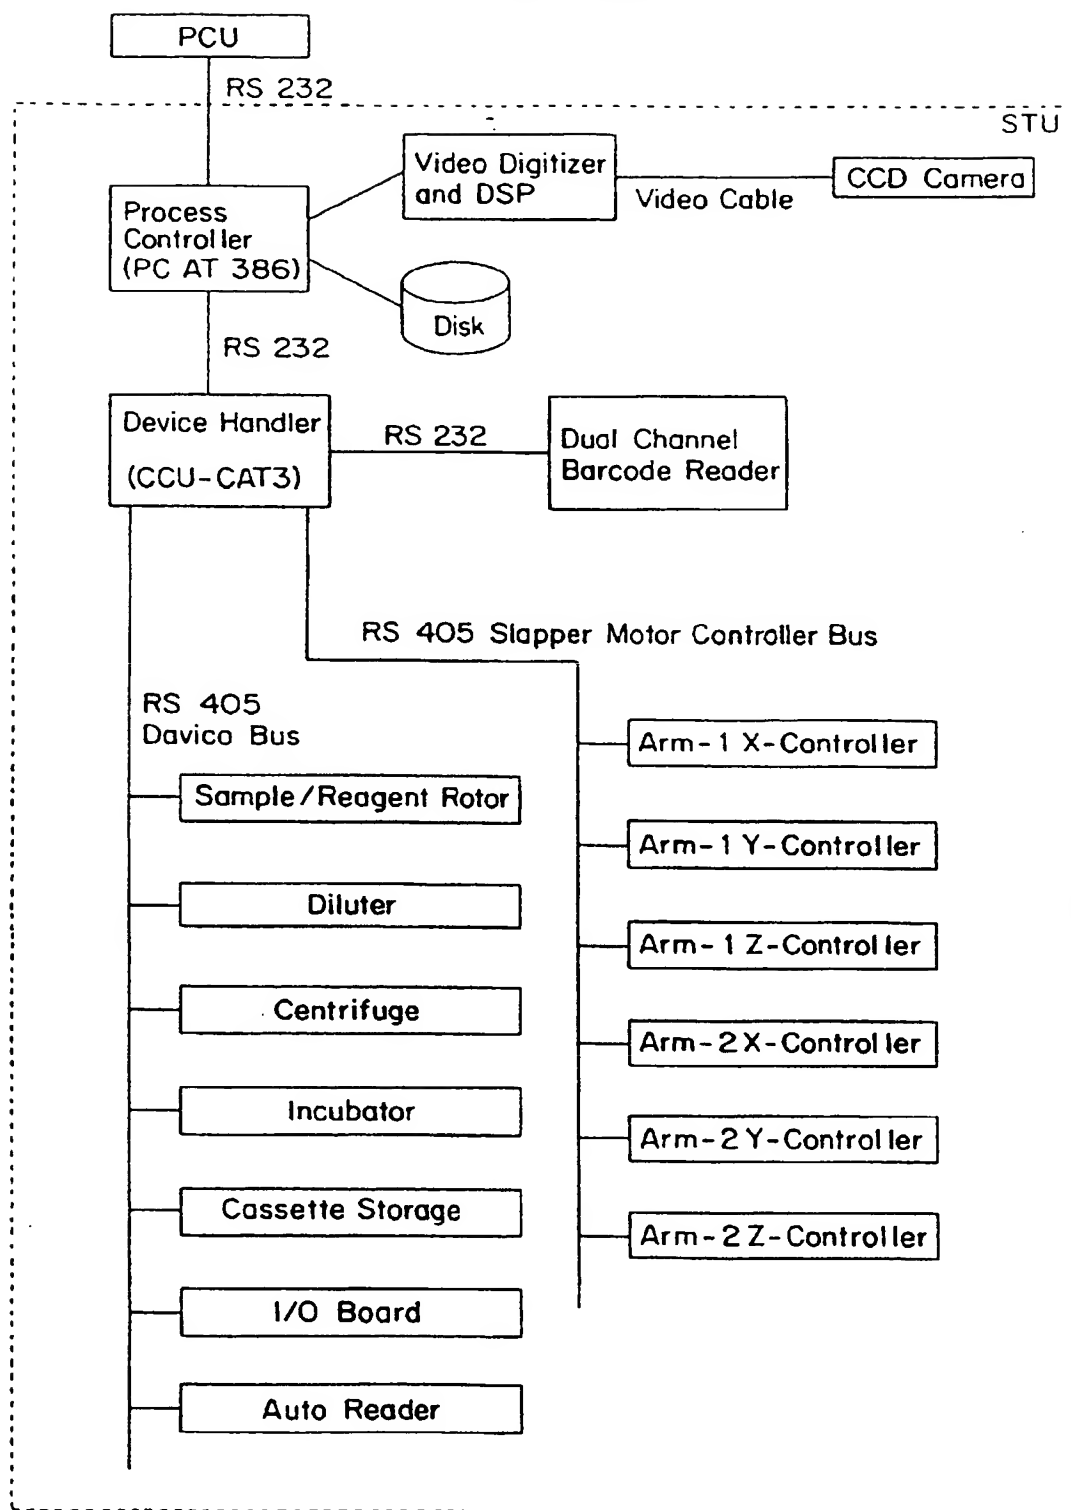 PCU
RS 232
STU
Video Digitizer
and DSP
Video Cable
CCD Camera
Process
Controller
(PC AT 386)
Disk
RS 232
Device Handler
(CCU-CAT3)
RS 232
Dual Channel
Barcode Reader
RS 405 Slapper Motor Controller Bus
RS 405
Davico Bus
Sample/Reagent Rotor
Diluter
Centrifuge
Incubator
Cassette Storage
I/O Board
Auto Reader
Arm-1 X-Controller
Arm-1 Y-Controller
Arm-1 Z-Controller
Arm-2 X-Controller
Arm-2 Y-Controller
Arm-2 Z-Controller